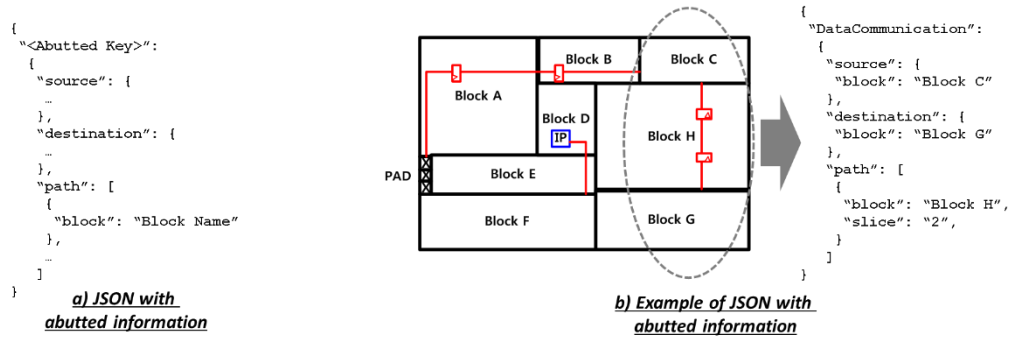 {
“<Abutted Key>”:
{
“source”: {
…
},
“destination”: {
…
},
“path”: [
{
“block”: “Block Name”
},
…
]
}
a) JSON with
abutted information
Block A
Block B
Block C
Block D
IP
Block H
PAD
Block E
Block F
Block G
{
“DataCommunication”:
{
“source”: {
“block”: “Block C”
},
“destination”: {
“block”: “Block G”
},
“path”: [
{
“block”: “Block H”,
“slice”: “2”,
}
]
}
b) Example of JSON with
abutted information